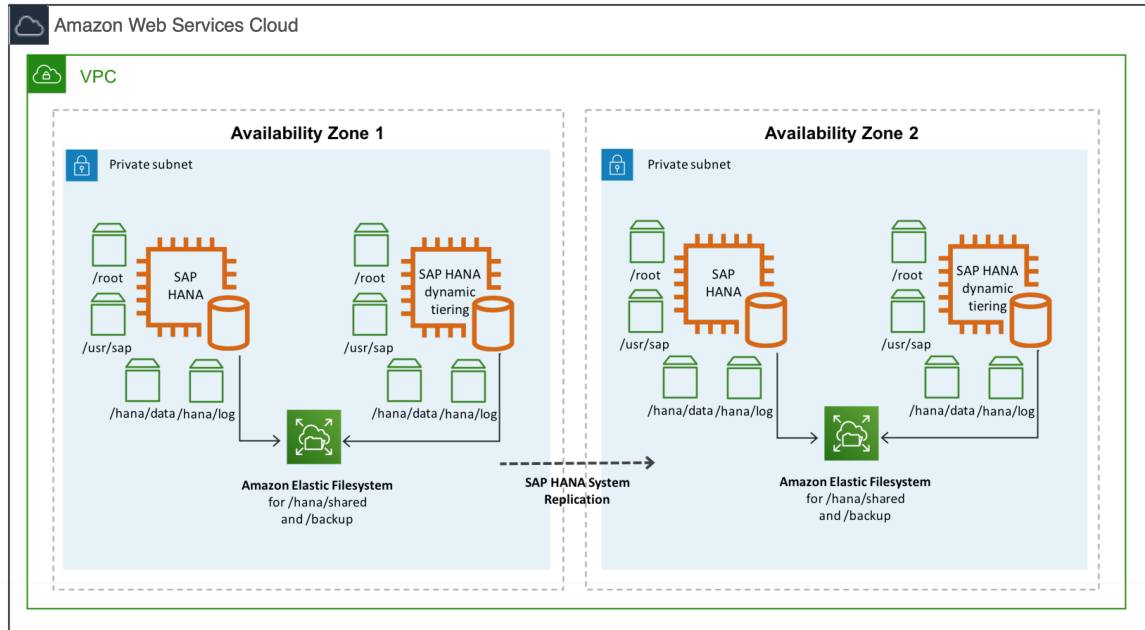 Amazon Web Services Cloud
VPC
Availability Zone 1
Private subnet
/root
SAP
HANA
/usr/sap
/hana/data /hana/log
/root
SAP HANA
dynamic
tiering
/usr/sap
/hana/data /hana/log
Amazon Elastic Filesystem
for /hana/shared
and /backup
SAP HANA System
Replication
Availability Zone 2
Private subnet
/root
SAP
HANA
/usr/sap
/hana/data /hana/log
/root
SAP HANA
dynamic
tiering
/usr/sap
/hana/data /hana/log
Amazon Elastic Filesystem
for /hana/shared
and /backup